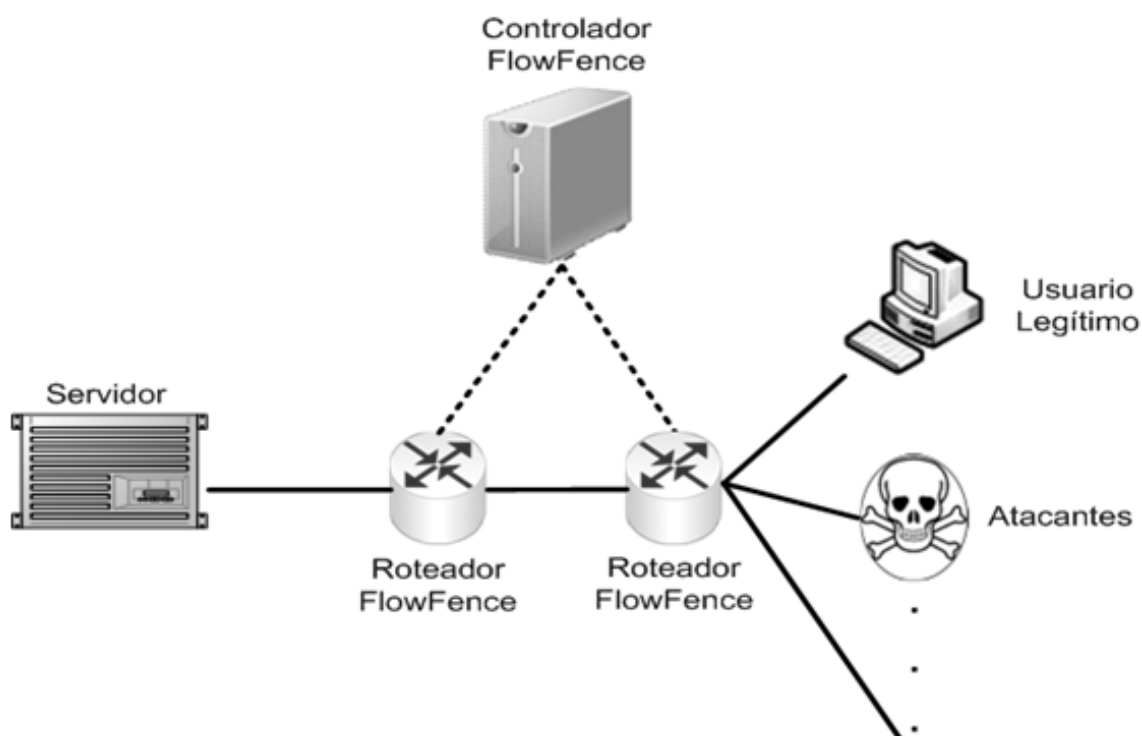 Controlador
FlowFence
Usuario
Legítimo
Servidor
Atacantes
Roteador
FlowFence
Roteador
FlowFence